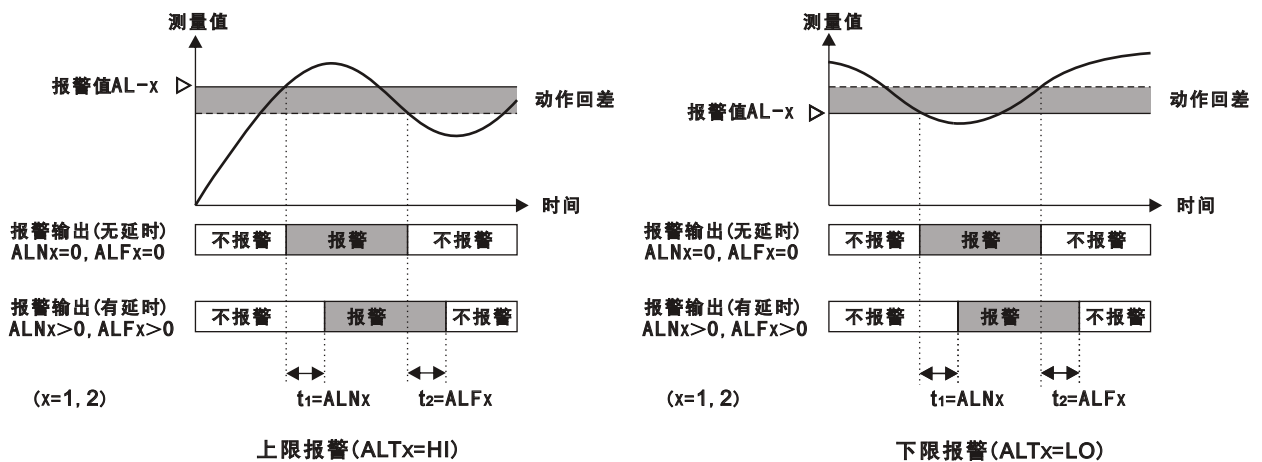 测量值
报警值AL-x
动作回差
时间
报警输出(无延时)
ALNx=0, ALFx=0
不报警 报警 不报警
报警输出(有延时)
ALNx>0, ALFx>0
不报警 报警 不报警
(x=1, 2)
t1=ALNx t2=ALFx
上限报警(ALTx=HI)
测量值
报警值AL-x
动作回差
时间
报警输出(无延时)
ALNx=0, ALFx=0
不报警 报警 不报警
报警输出(有延时)
ALNx>0, ALFx>0
不报警 报警 不报警
(x=1, 2)
t1=ALNx t2=ALFx
下限报警(ALTx=LO)